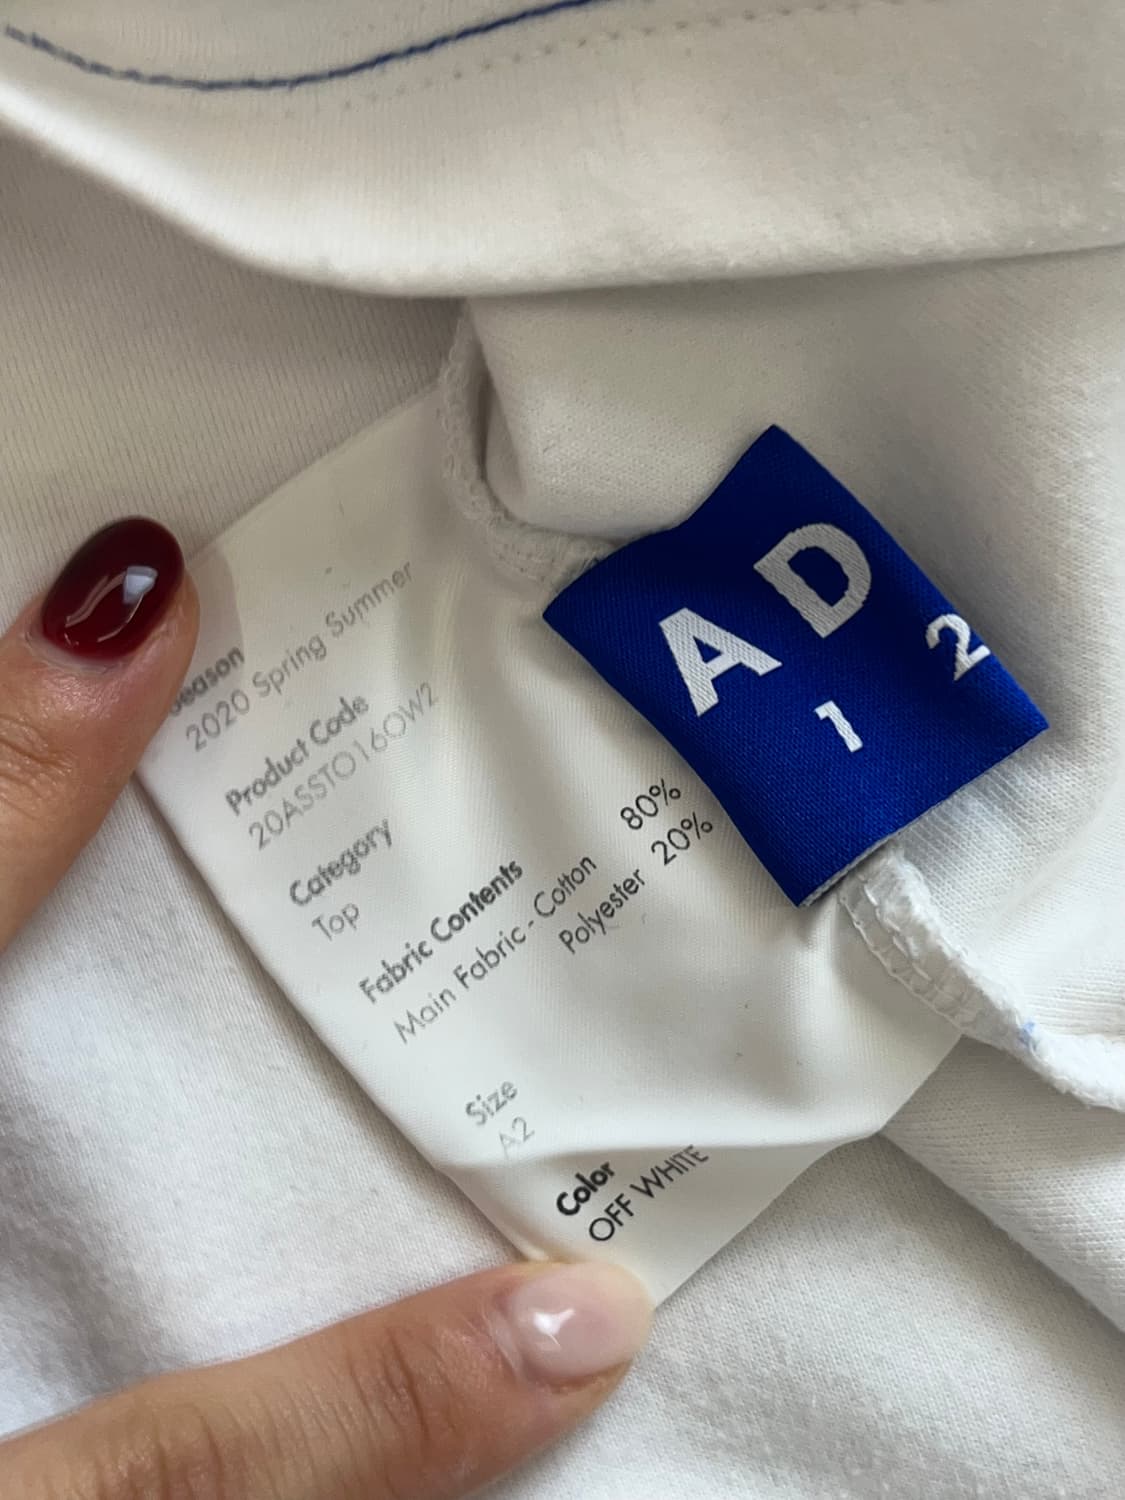 Season
2020 Spring Summer
Product Code
20ASSTO16OW2
Category
Top
Fabric Contents
Main Fabric - Cotton 80%
Polyester 20%
Size
A2
Color
OFF WHITE
A D
1 2